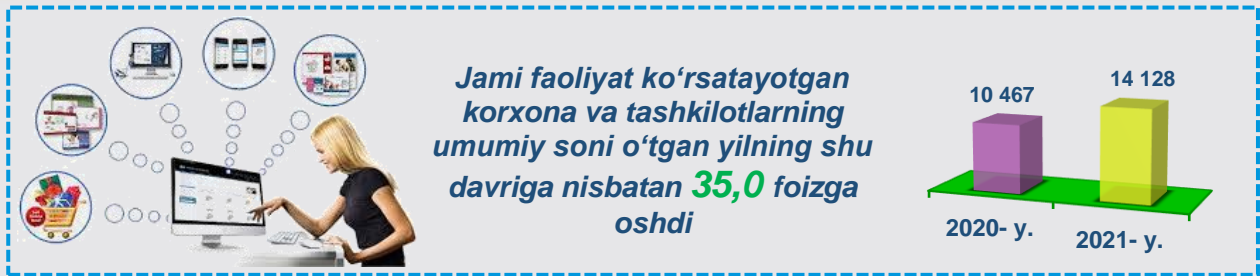 Jami faoliyat ko‘rsatayotgan
korxona va tashkilotlarning
umumiy soni o‘tgan yilning shu
davriga nisbatan 35,0 foizga
oshdi
10 467
14 128
2020- y.
2021- y.